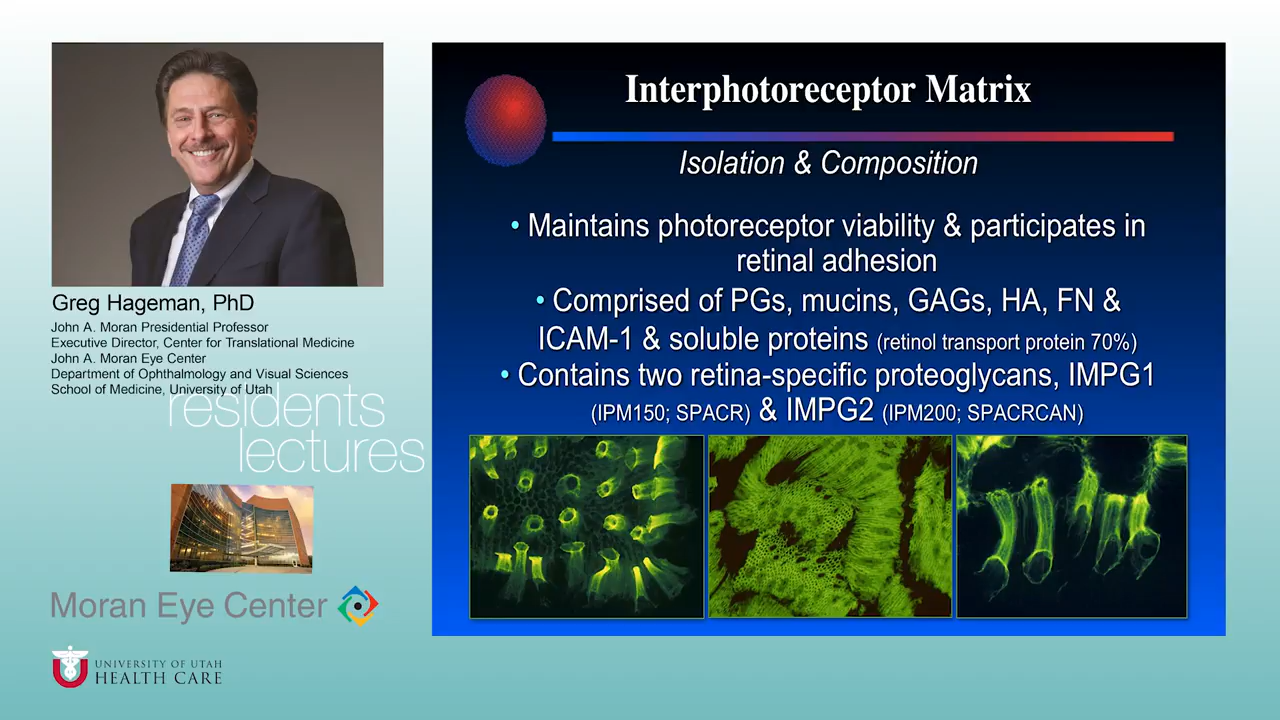 Greg Hageman, PhD
John A. Moran Presidential Professor
Executive Director, Center for Translational Medicine
John A. Moran Eye Center
Department of Ophthalmology and Visual Sciences
School of Medicine, University of Utah
residents
lectures
Moran Eye Center
UNIVERSITY OF UTAH
HEALTH CARE
Interphotoreceptor Matrix
Isolation & Composition
• Maintains photoreceptor viability & participates in
retinal adhesion
• Comprised of PGs, mucins, GAGs, HA, FN &
ICAM-1 & soluble proteins (retinol transport protein 70%)
• Contains two retina-specific proteoglycans, IMPG1
(IPM150; SPACR) & IMPG2 (IPM200; SPACRCAN)